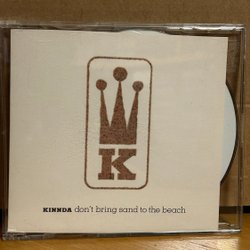 K
KINNDA don't bring sand to the beach